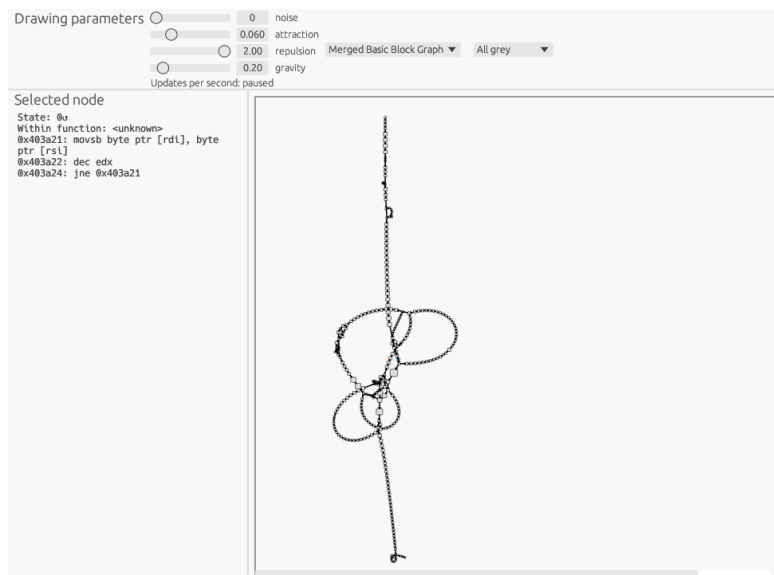 Drawing parameters 0 noise
0.060 attraction
2.00 repulsion Merged Basic Block Graph All grey
0.20 gravity
Updates per second: paused
Selected node
State: 0↺
Within function: <unknown>
0x403a21: movsb byte ptr [rdi], byte
ptr [rsi]
0x403a22: dec edx
0x403a24: jne 0x403a21